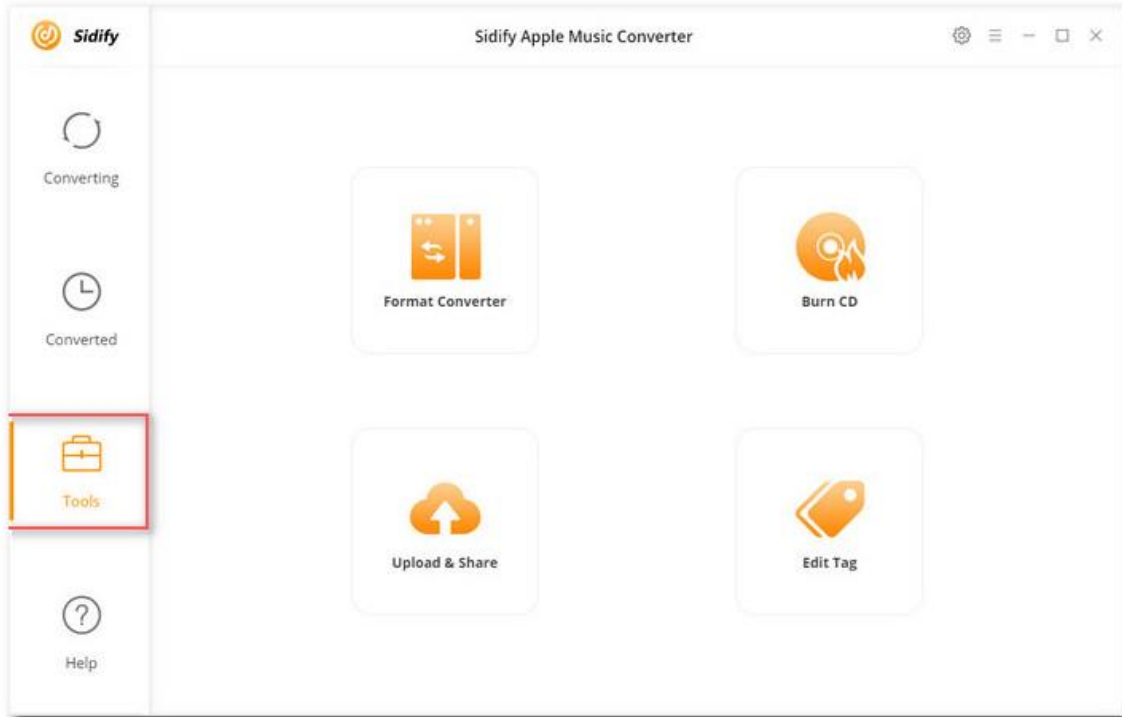 Sidify
Sidify Apple Music Converter
Converting
Converted
Tools
Help
Format Converter
Burn CD
Upload & Share
Edit Tag